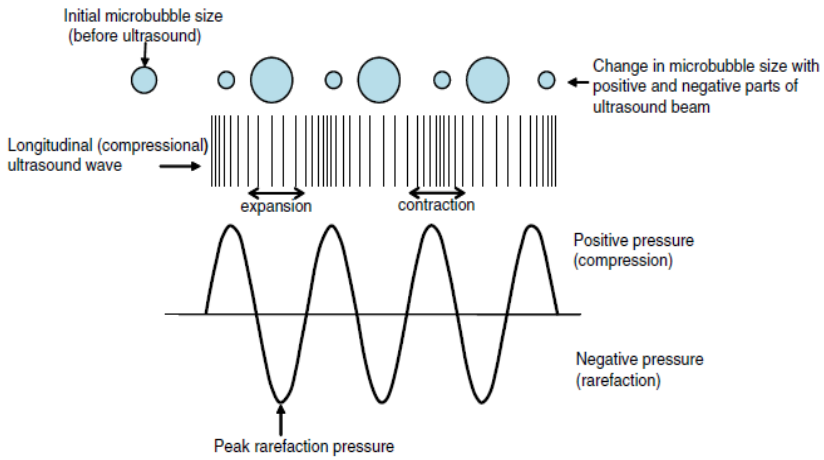 Initial microbubble size
(before ultrasound)
Change in microbubble size with
positive and negative parts of
ultrasound beam
Longitudinal (compressional)
ultrasound wave
expansion
contraction
Positive pressure
(compression)
Negative pressure
(rarefaction)
Peak rarefaction pressure